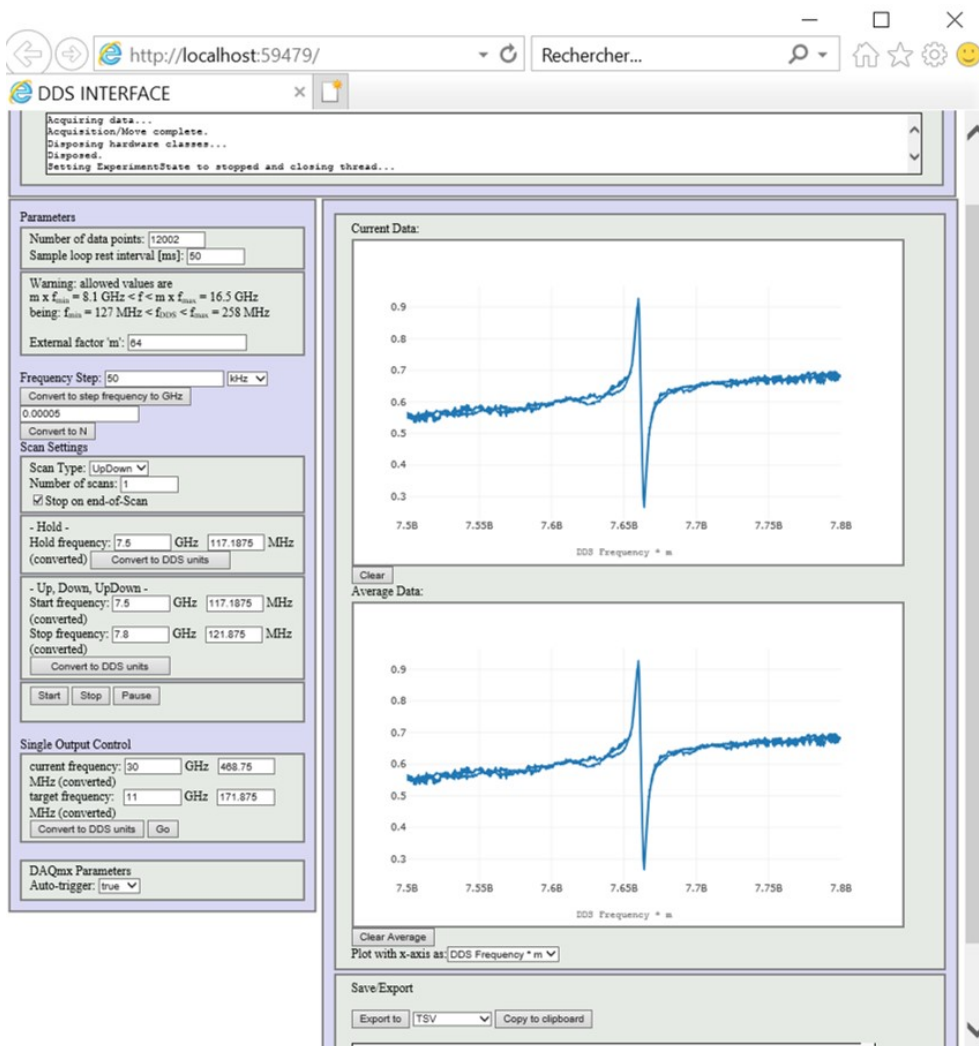 http://localhost:59479/
Rechercher...
DDS INTERFACE
Acquiring data...
Acquisition/Move complete.
Disposing hardware classes...
Disposed.
Setting ExperimentState to stopped and closing thread...
Parameters
Number of data points: 12002
Sample loop rest interval [ms]: 50
Warning: allowed values are
m x fmin = 8.1 GHz < f < m x fmax = 16.5 GHz
being: fmin = 127 MHz < fDDS < fmax = 258 MHz
External factor 'm': 64
Frequency Step: 50 kHz
Convert to step frequency to GHz
0.00005
Convert to N
Scan Settings
Scan Type: UpDown
Number of scans: 1
Stop on end-of-Scan
- Hold -
Hold frequency: 7.5 GHz 117.1875 MHz
(converted) Convert to DDS units
- Up, Down, UpDown -
Start frequency: 7.5 GHz 117.1875 MHz
(converted)
Stop frequency: 7.8 GHz 121.875 MHz
(converted)
Convert to DDS units
Start Stop Pause
Single Output Control
current frequency: 30 GHz 468.75
MHz (converted)
target frequency: 11 GHz 171.875
MHz (converted)
Convert to DDS units Go
DAQmx Parameters
Auto-trigger: true
Current Data:
0.9
0.8
0.7
0.6
0.5
0.4
0.3
7.5B 7.55B 7.6B 7.65B 7.7B 7.75B 7.8B
DDS Frequency * m
Clear
Average Data:
0.9
0.8
0.7
0.6
0.5
0.4
0.3
7.5B 7.55B 7.6B 7.65B 7.7B 7.75B 7.8B
DDS Frequency * m
Clear Average
Plot with x-axis as: DDS Frequency * m
Save/Export
Export to TSV Copy to clipboard